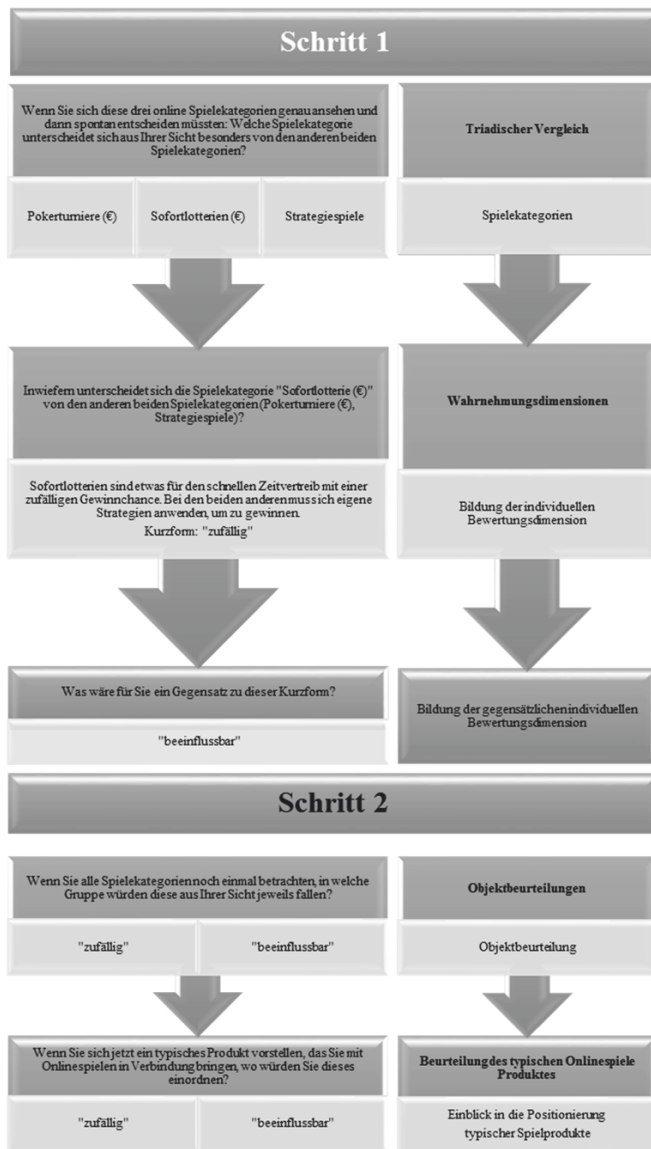 Schritt 1
Wenn Sie sich diese drei online Spielekategorien genau ansehen und
dann spontan entscheiden müssten: Welche Spielekategorie
unterscheidet sich aus Ihrer Sicht besonders von den anderen beiden
Spielekategorien?
Triadischer Vergleich
Pokerturniere (€)
Sofortlotterien (€)
Strategiespiele
Spielekategorien
Inwiefern unterscheidet sich die Spielekategorie "Sofortlotterie (€)"
von den anderen beiden Spielekategorien (Pokerturniere (€),
Strategiespiele)?
Wahrnehmungsdimensionen
Sofortlotterien sind etwas für den schnellen Zeitvertreib mit einer
zufälligen Gewinnchance. Bei den beiden anderen muss ich eigene
Strategien anwenden, um zu gewinnen.
Kurzform: "zufällig"
Bildung der individuellen
Bewertungsdimension
Was wäre für Sie ein Gegensatz zu dieser Kurzform?
"beeinflussbar"
Bildung der gegensätzlichen individuellen
Bewertungsdimension
Schritt 2
Wenn Sie alle Spielekategorien noch einmal betrachten, in welche
Gruppe würden diese aus Ihrer Sicht jeweils fallen?
Objektbeurteilungen
"zufällig"
"beeinflussbar"
Objektbeurteilung
Wenn Sie sich jetzt ein typisches Produkt vorstellen, das Sie mit
Onlinespielen in Verbindung bringen, wo würden Sie dieses
einordnen?
Beurteilung des typischen Onlinespiele
Produktes
"zufällig"
"beeinflussbar"
Einblick in die Positionierung
typischer Spielprodukte